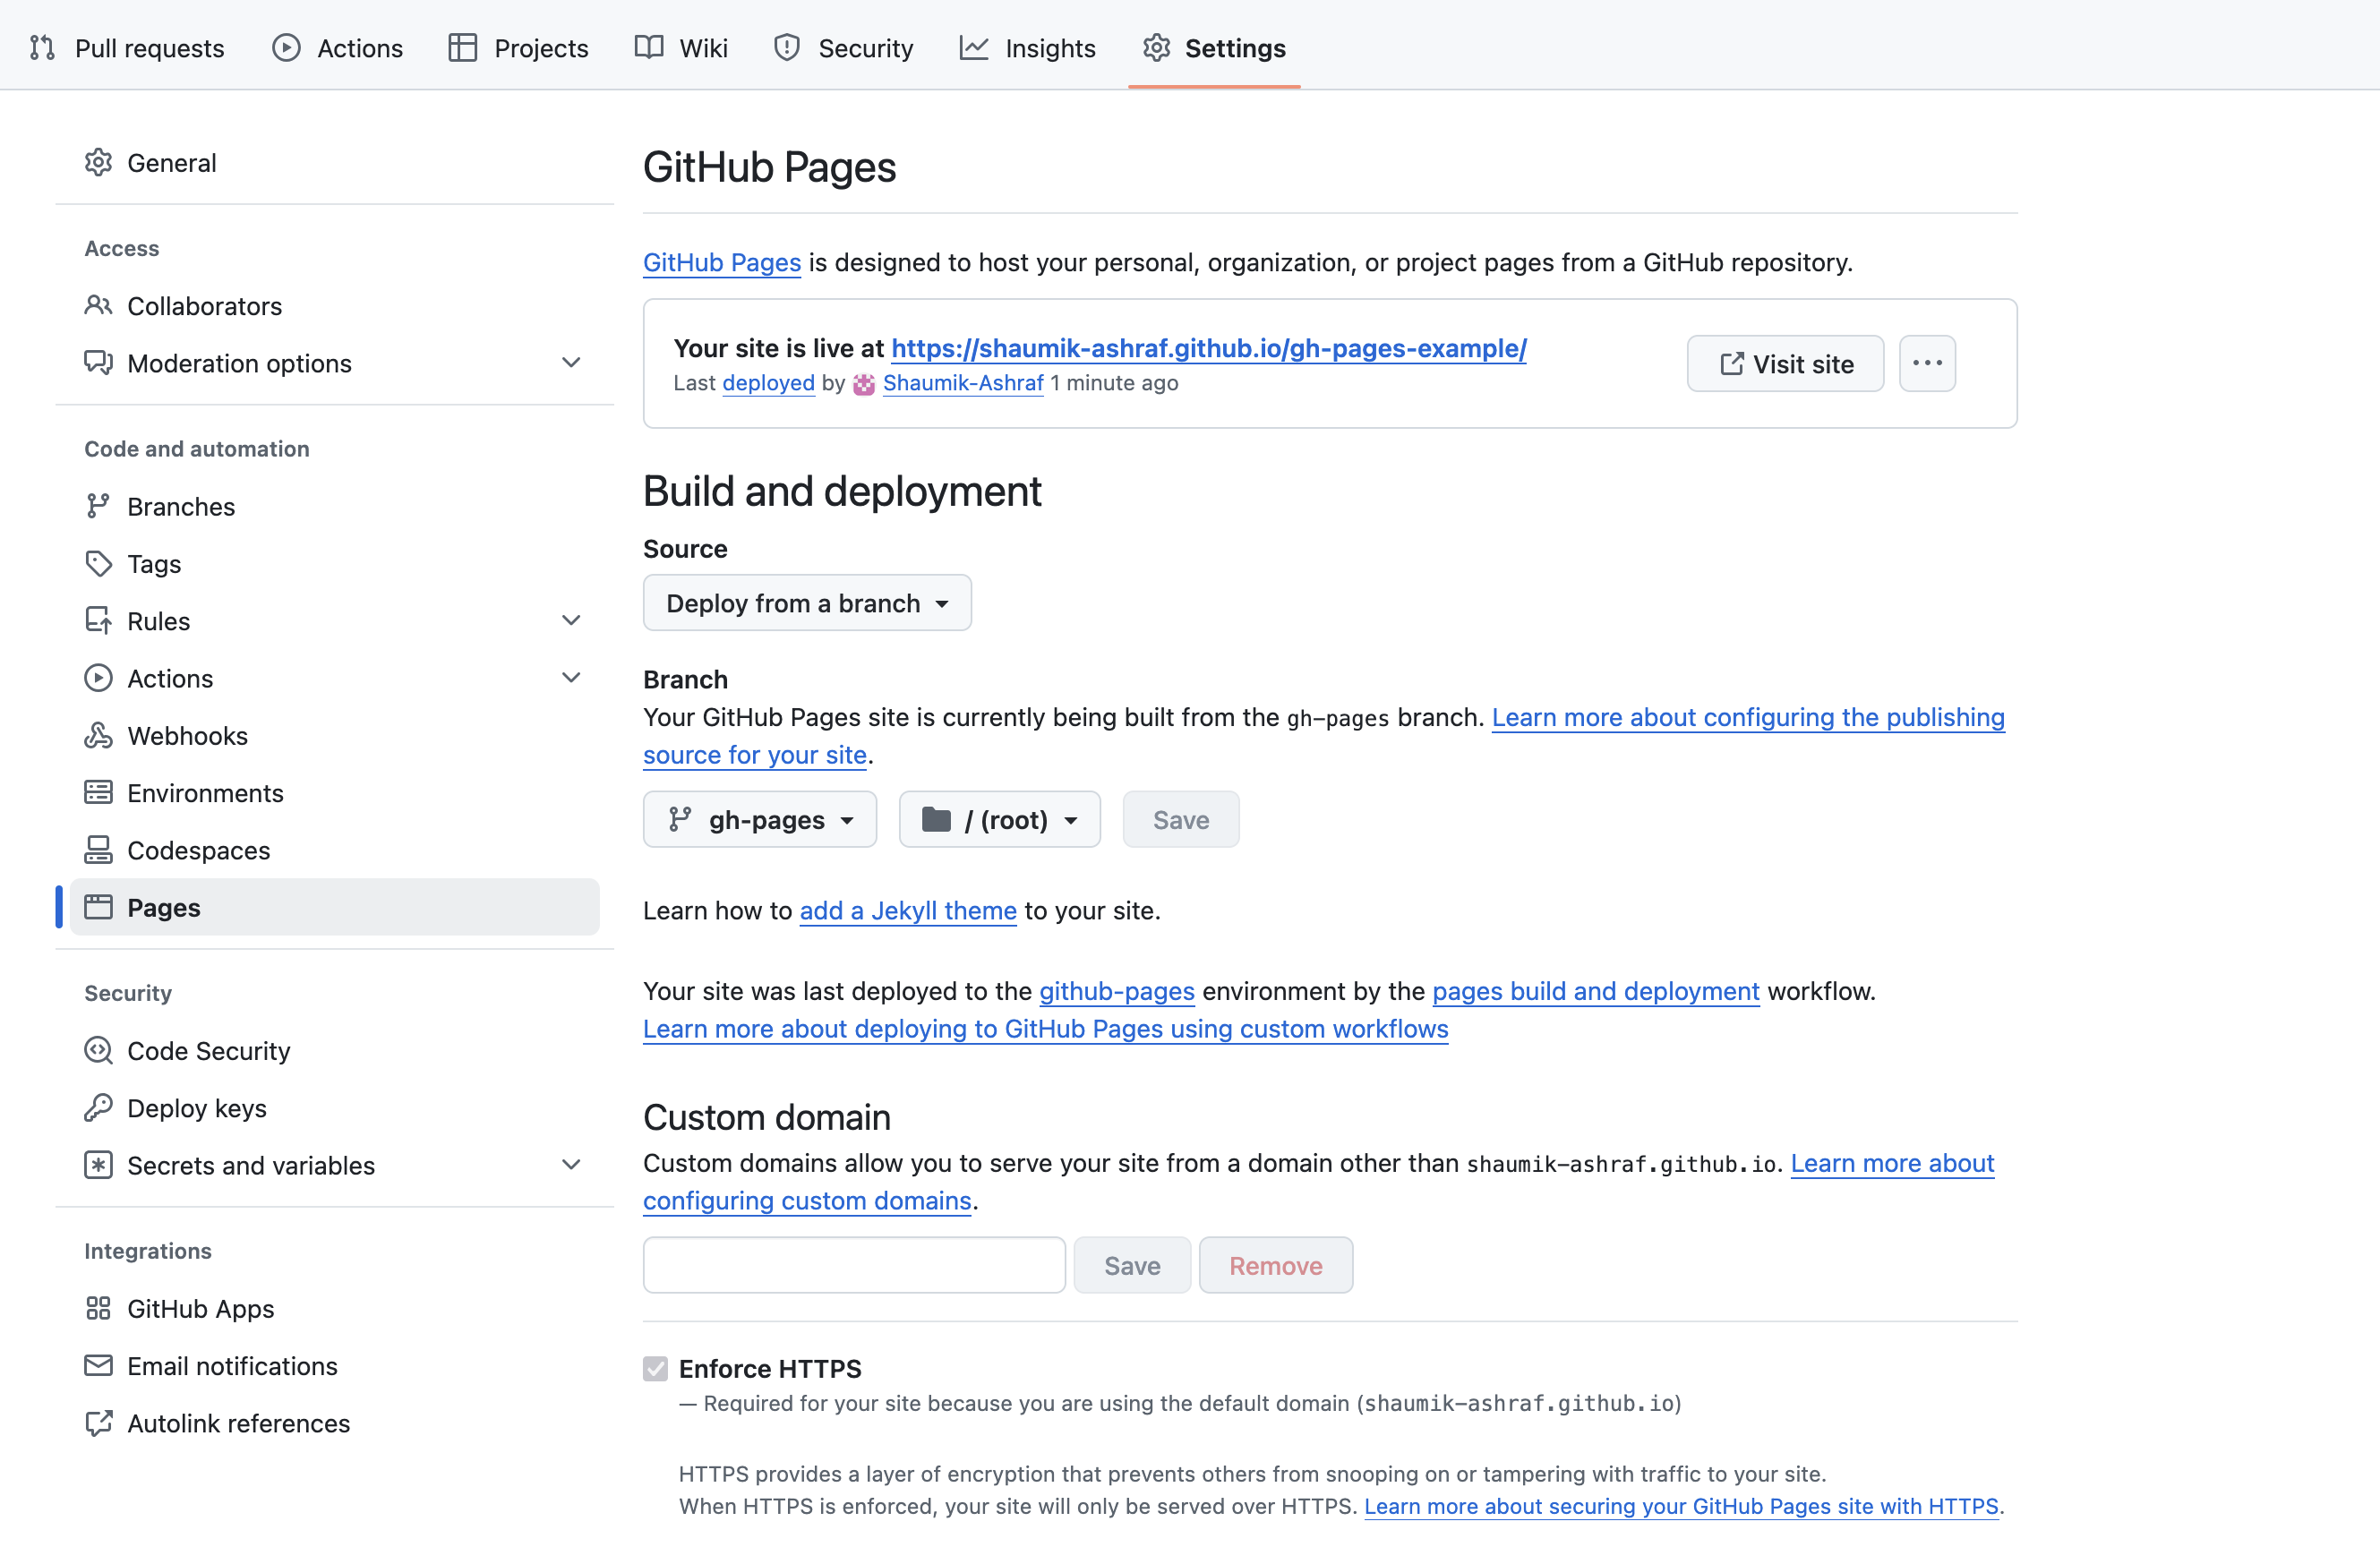 Pull requests Actions Projects Wiki Security Insights Settings
General
Access
Collaborators
Moderation options
Code and automation
Branches
Tags
Rules
Actions
Webhooks
Environments
Codespaces
Pages
Security
Code Security
Deploy keys
Secrets and variables
Integrations
GitHub Apps
Email notifications
Autolink references
GitHub Pages
GitHub Pages is designed to host your personal, organization, or project pages from a GitHub repository.
Your site is live at https://shaumik-ashraf.github.io/gh-pages-example/
Last deployed by Shaumik-Ashraf 1 minute ago
Visit site ...
Build and deployment
Source
Deploy from a branch
Branch
Your GitHub Pages site is currently being built from the gh-pages branch. Learn more about configuring the publishing
source for your site.
gh-pages / (root) Save
Learn how to add a Jekyll theme to your site.
Your site was last deployed to the github-pages environment by the pages build and deployment workflow.
Learn more about deploying to GitHub Pages using custom workflows
Custom domain
Custom domains allow you to serve your site from a domain other than shaumik-ashraf.github.io. Learn more about
configuring custom domains.
Save Remove
Enforce HTTPS
— Required for your site because you are using the default domain (shaumik-ashraf.github.io)
HTTPS provides a layer of encryption that prevents others from snooping on or tampering with traffic to your site.
When HTTPS is enforced, your site will only be served over HTTPS. Learn more about securing your GitHub Pages site with HTTPS.